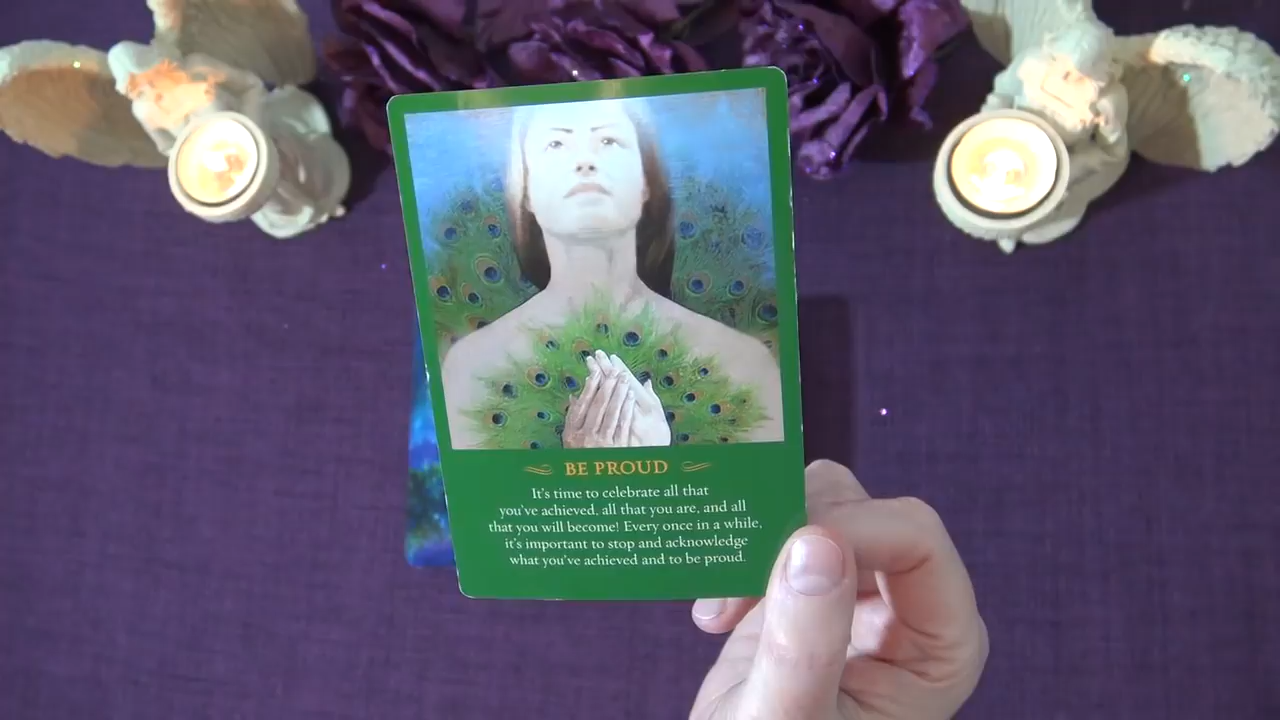 BE PROUD
It's time to celebrate all that
you've achieved, all that you are, and all
that you will become! Every once in a while,
it's important to stop and acknowledge
what you've achieved and to be proud.